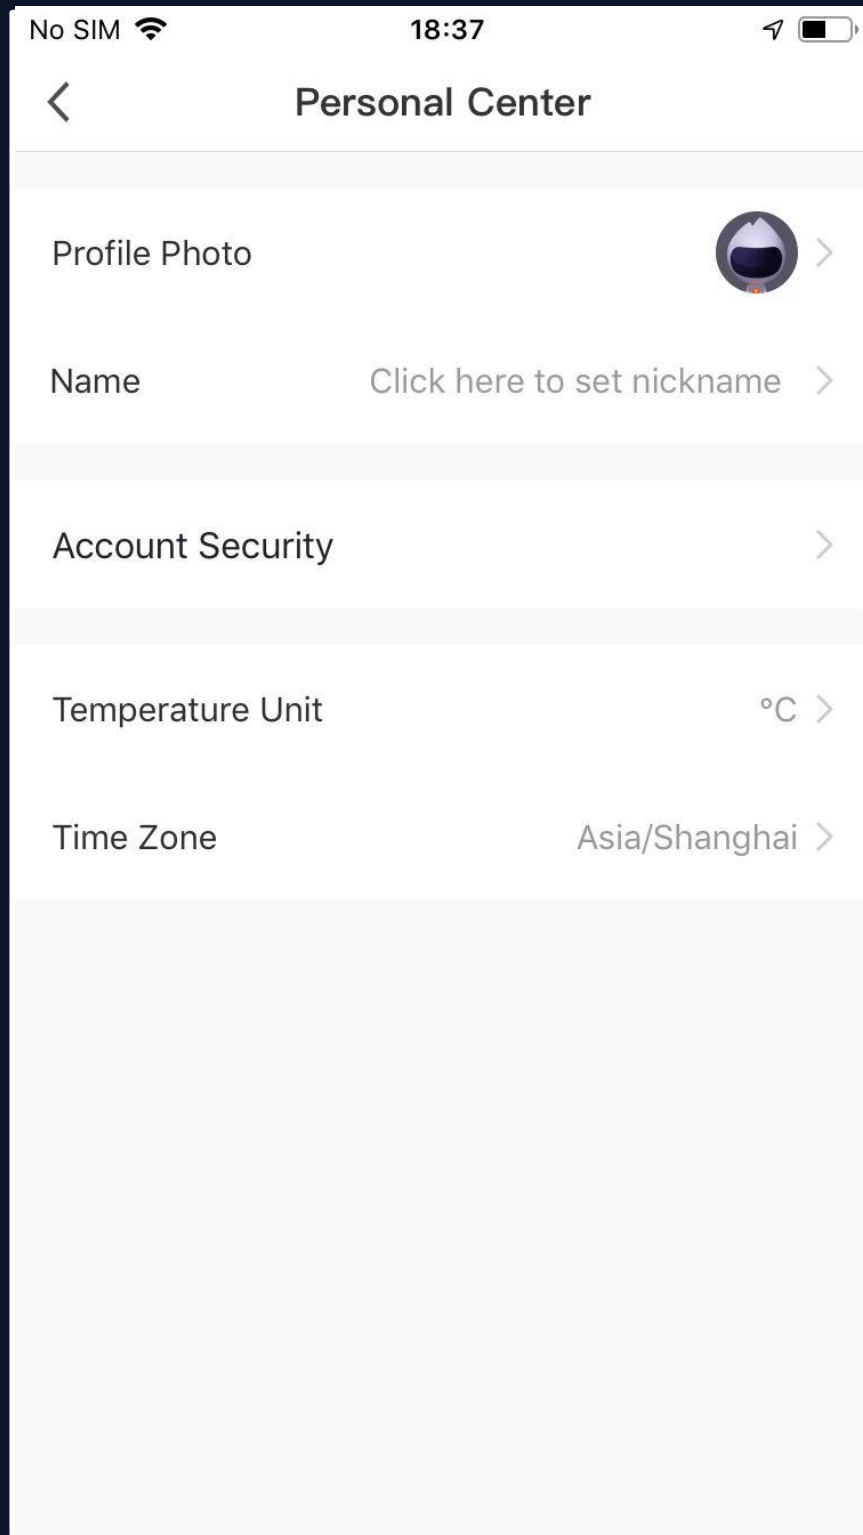 No SIM 18:37
Personal Center
Profile Photo
Name Click here to set nickname
Account Security
Temperature Unit °C
Time Zone Asia/Shanghai